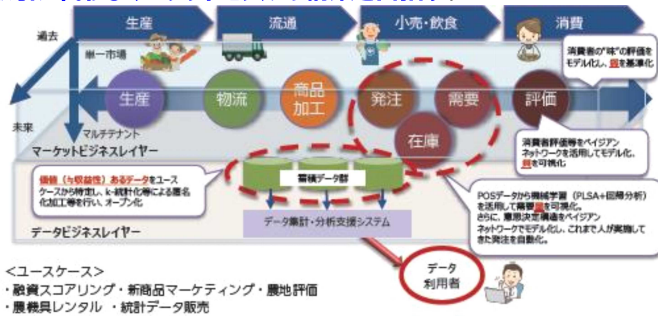 生産
流通
小売・飲食
消費
過去
単一市場
未来
マルチテナント
生産
物流
商品
加工
発注
需要
在庫
評価
消費者の"味"の評価を
モデル化し、質を基準化
消費者評価等をベイジアン
ネットワークを活用してモデル化、
質を可視化
マーケットビジネスレイヤー
価値（与収益性）あるデータをユース
ケースから特定し、k-統計化等による匿名
化加工等を行い、オープン化
蓄積データ群
データ集計・分析支援システム
データビジネスレイヤー
POSデータから機械学習（PLSA+回帰分析）
を活用して需要量を可視化。
さらに、意思決定構造をベイジアン
ネットワークでモデル化し、これまで人が実施して
きた発注を自動化。
データ
利用者
＜ユースケース＞
・融資スコアリング・新商品マーケティング・農地評価
・農機具レンタル ・統計データ販売